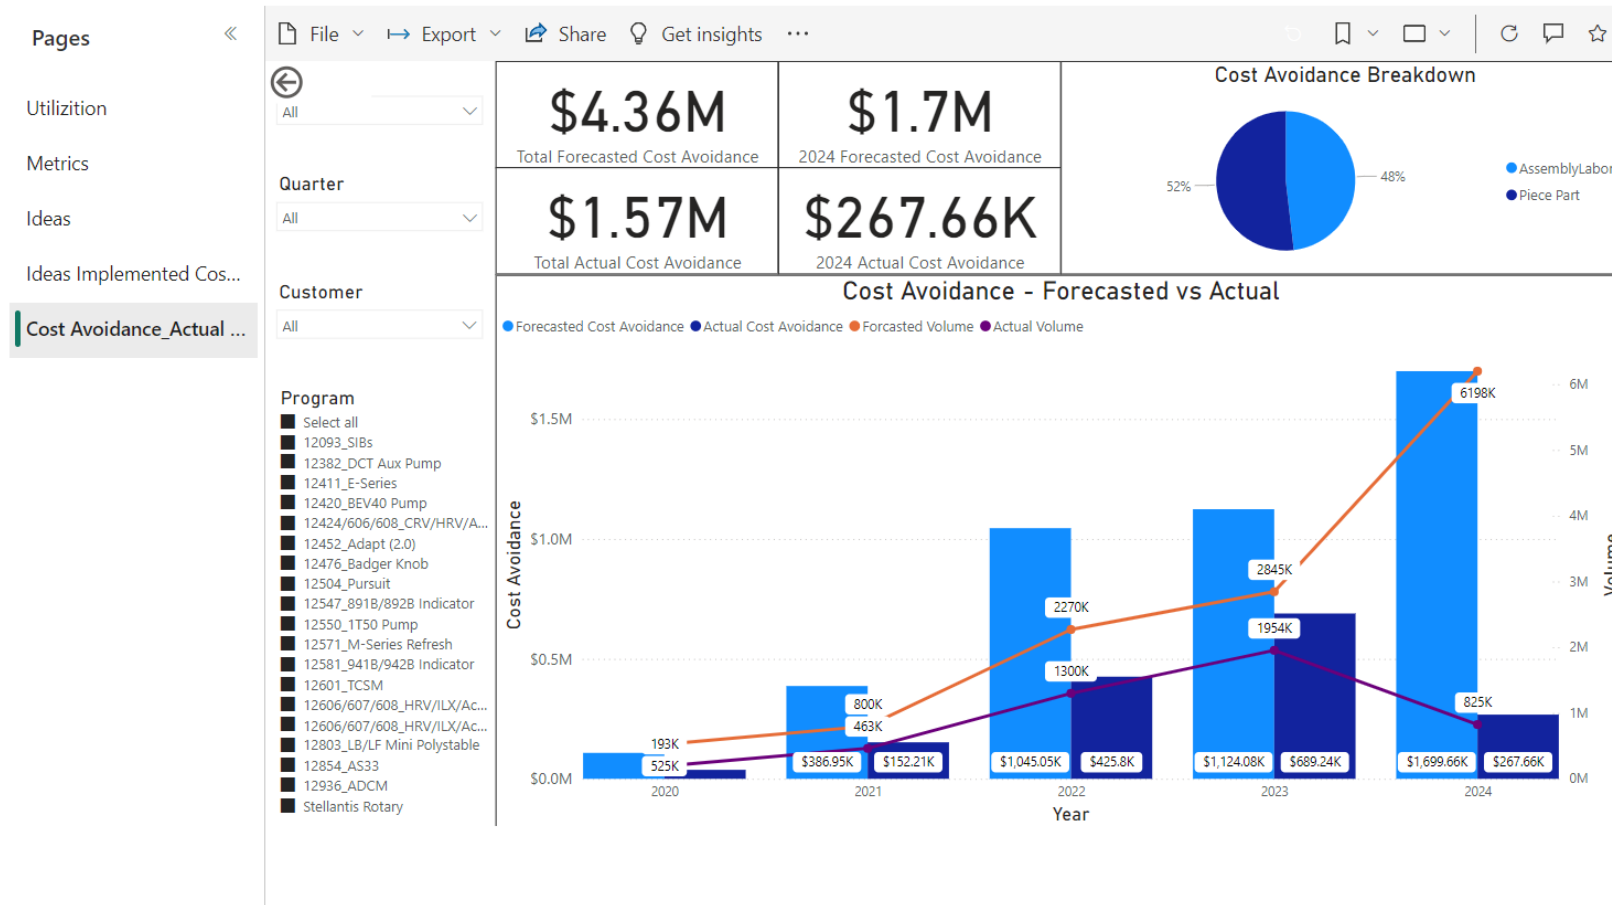 Pages
Utilizition
Metrics
Ideas
Ideas Implemented Cos...
Cost Avoidance_Actual ...
File
Export
Share
Get insights
All
Quarter
All
Customer
All
Program
Select all
12093_SIBs
12382_DCT Aux Pump
12411_E-Series
12420_BEV40 Pump
12424/606/608_CRV/HRV/A...
12452_Adapt (2.0)
12476_Badger Knob
12504_Pursuit
12547_891B/892B Indicator
12550_1T50 Pump
12571_M-Series Refresh
12581_941B/942B Indicator
12601_TCSM
12606/607/608_HRV/ILX/Ac...
12606/607/608_HRV/ILX/Ac...
12803_LB/LF Mini Polystable
12854_AS33
12936_ADCM
Stellantis Rotary
$4.36M
Total Forecasted Cost Avoidance
$1.7M
2024 Forecasted Cost Avoidance
$1.57M
Total Actual Cost Avoidance
$267.66K
2024 Actual Cost Avoidance
Cost Avoidance Breakdown
52%
48%
AssemblyLabor
Piece Part
Cost Avoidance - Forecasted vs Actual
Forecasted Cost Avoidance Actual Cost Avoidance Forcasted Volume Actual Volume
Cost Avoidance
$1.5M
$1.0M
$0.5M
$0.0M
193K
525K
800K
463K
2270K
1300K
2845K
1954K
6198K
825K
$386.95K $152.21K $1,045.05K $425.8K $1,124.08K $689.24K $1,699.66K $267.66K
2020 2021 2022 2023 2024
Year
6M
5M
4M
3M
2M
1M
0M
Volume